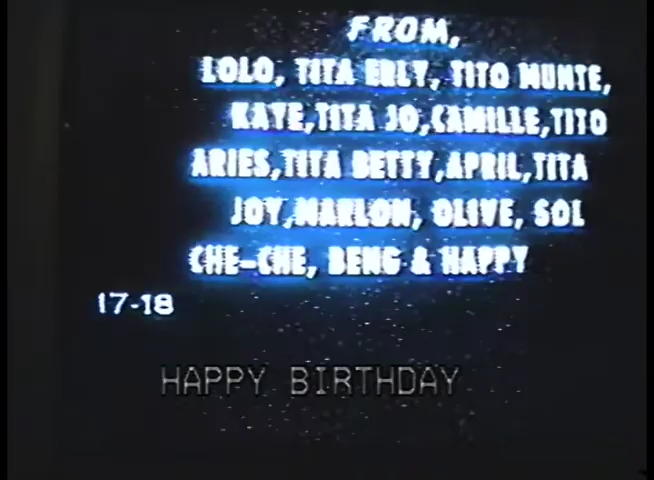 FROM,
LOLO, TITA ERLY, TITO MUNTE,
KAYE,TITA JO,CAMILLE,TITO
ARIES,TITA BETTY,APRIL,TITA
JOY,MARLON, OLIVE, SOL
CHE-CHE, BENG & HAPPY
17-18
HAPPY BIRTHDAY